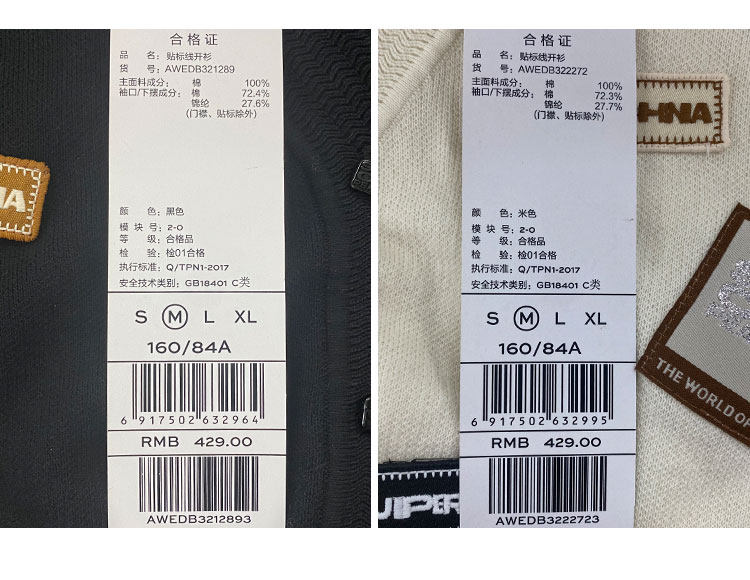 合格证
品 名：贴标线开衫
货 号：AWEDB321289
主面料成分：棉 100%
袖口/下摆成分：棉 72.4%
锦纶 27.6%
(门襟、贴标除外)
颜 色：黑色
模 块 号：2-0
等 级：合格品
检 验：检01合格
执行标准：Q/TPN1-2017
安全技术类别：GB18401 C类
S M L XL
160/84A
6 917502 632964
RMB 429.00
AWEDB3212893
合格证
品 名：贴标线开衫
货 号：AWEDB322272
主面料成分：棉 100%
袖口/下摆成分：棉 72.3%
锦纶 27.7%
(门襟、贴标除外)
颜 色：米色
模 块 号：2-0
等 级：合格品
检 验：检01合格
执行标准：Q/TPN1-2017
安全技术类别：GB18401 C类
S M L XL
160/84A
6 917502 632995
RMB 429.00
AWEDB3222723
THE WORLD OF